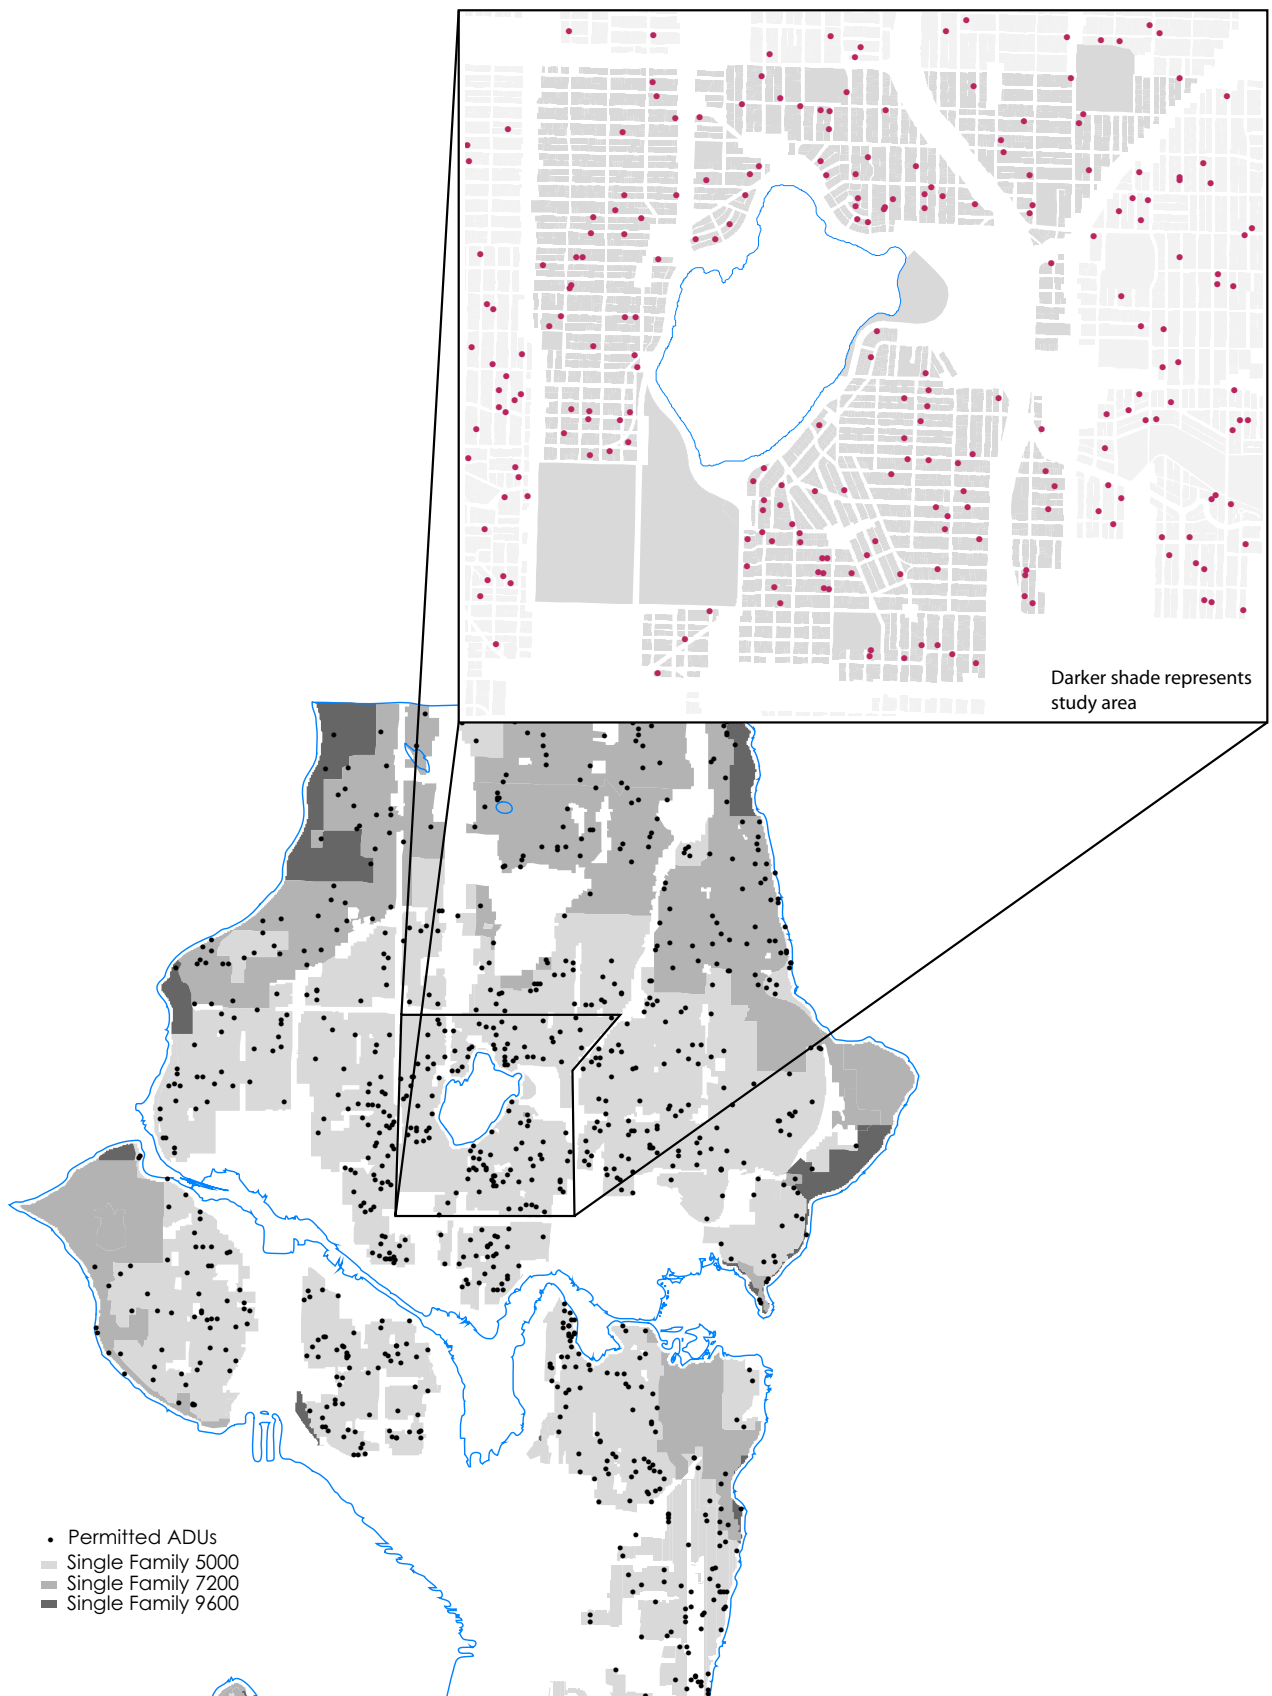 Darker shade represents
study area
Permitted ADUs
Single Family 5000
Single Family 7200
Single Family 9600